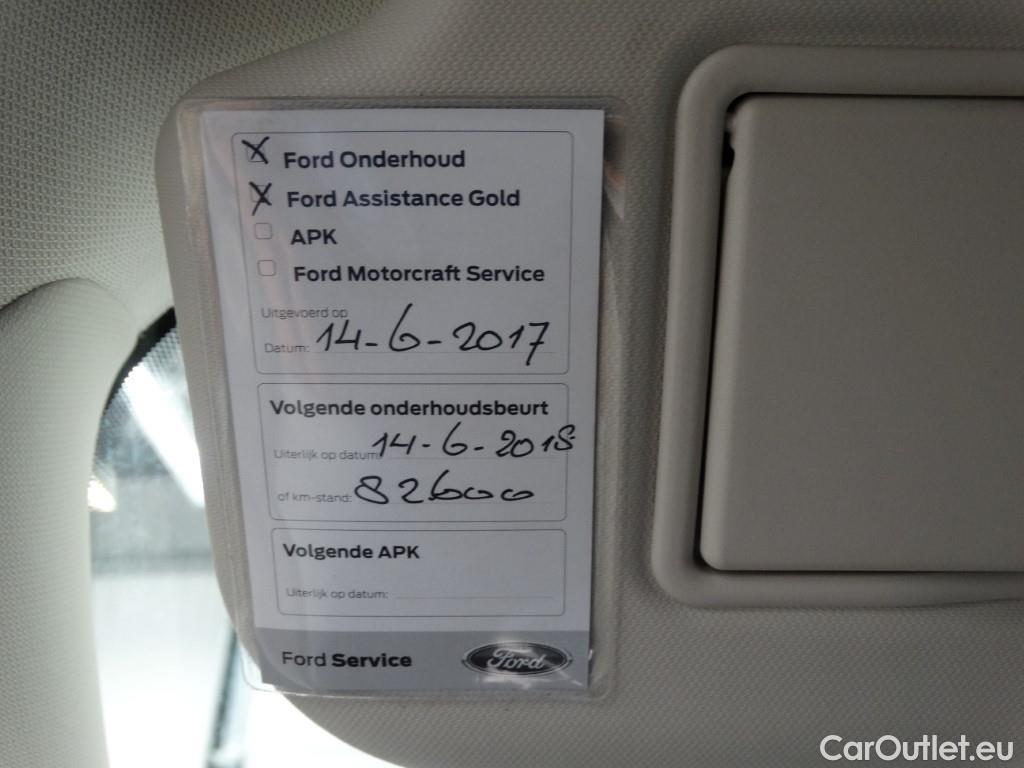 Ford Onderhoud
Ford Assistance Gold
APK
Ford Motorcraft Service
Uitgevoerd op
Datum: 14-6-2017
Volgende onderhoudsbeurt
Uiterlijk op datum: 14-6-2018
of km-stand: 82600
Volgende APK
Uiterlijk op datum:
Ford Service
Ford
CarOutlet.eu